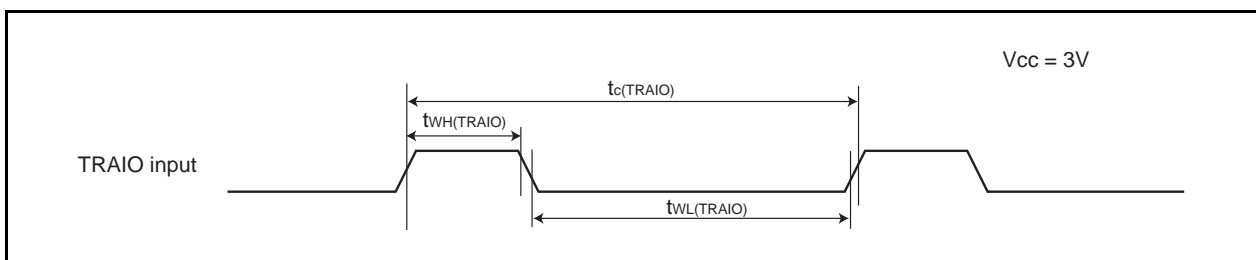 Vcc = 3V
tc(TRAIO)
tWH(TRAIO)
TRAIO input
tWL(TRAIO)